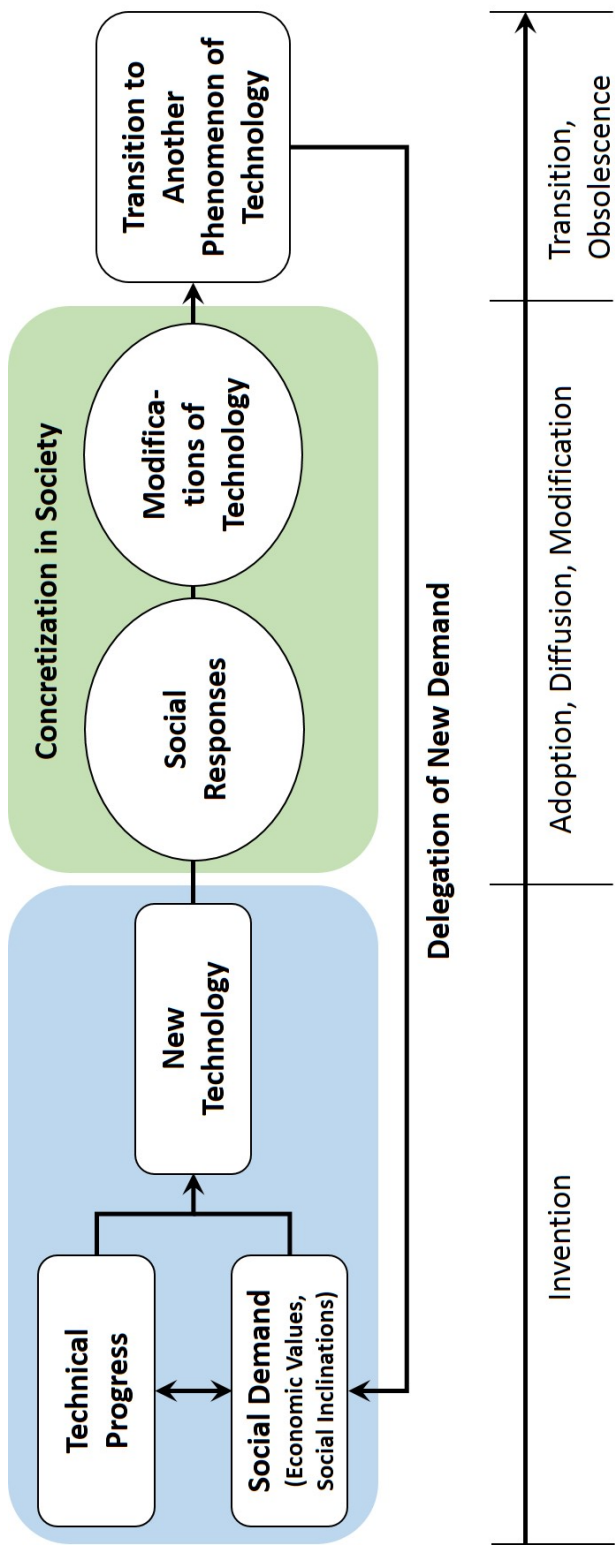 Technical
Progress
Social Demand
(Economic Values,
Social Inclinations)
New
Technology
Concretization in Society
Social
Responses
Modifica-
tions of
Technology
Transition to
Another
Phenomenon of
Technology
Delegation of New Demand
Invention
Adoption, Diffusion, Modification
Transition,
Obsolescence